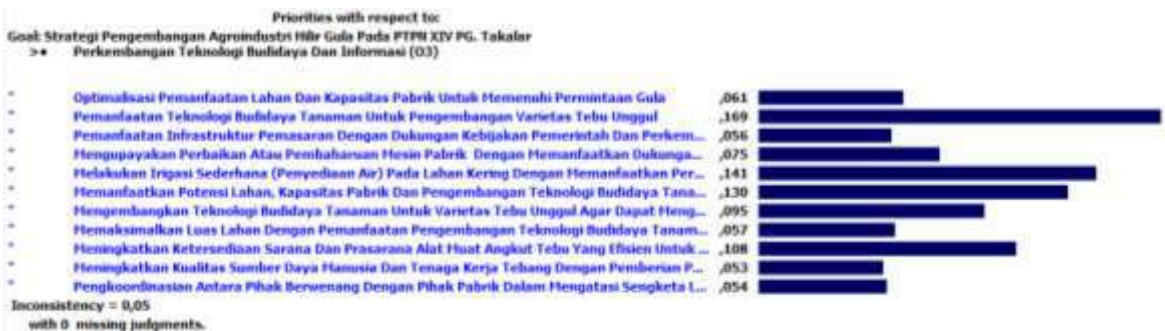 Priorities with respect to:
Goal: Strategi Pengembangan Agroindustri Hilir Gula Pada PTPN XIV PG. Takalar
>• Perkembangan Teknologi Budidaya Dan Informasi (O3)
Optimalisasi Pemanfaatan Lahan Dan Kapasitas Pabrik Untuk Memenuhi Permintaan Gula ,061
Pemanfaatan Teknologi Budidaya Tanaman Untuk Pengembangan Varietas Tebu Unggul ,169
Pemanfaatan Infrastruktur Pemasaran Dengan Dukungan Kebijakan Pemerintah Dan Perkem... ,056
Mengupayakan Perbaikan Atau Pembaharuan Mesin Pabrik Dengan Memanfaatkan Dukunga... ,075
Melakukan Irigasi Sederhana (Penyediaan Air) Pada Lahan Kering Dengan Memanfaatkan Per... ,141
Memanfaatkan Potensi Lahan, Kapasitas Pabrik Dan Pengembangan Teknologi Budidaya Tana... ,130
Mengembangkan Teknologi Budidaya Tanaman Untuk Varietas Tebu Unggul Agar Dapat Meng... ,095
Memaksimalkan Luas Lahan Dengan Pemanfaatan Pengembangan Teknologi Budidaya Tanam... ,057
Meningkatkan Ketersediaan Sarana Dan Prasarana Alat Muat Angkut Tebu Yang Efisien Untuk ... ,108
Meningkatkan Kualitas Sumber Daya Manusia Dan Tenaga Kerja Tebang Dengan Pemberian P... ,053
Pengkoordinasian Antara Pihak Berwenang Dengan Pihak Pabrik Dalam Mengatasi Sengketa L... ,054
Inconsistency = 0,05
with 0 missing judgments.